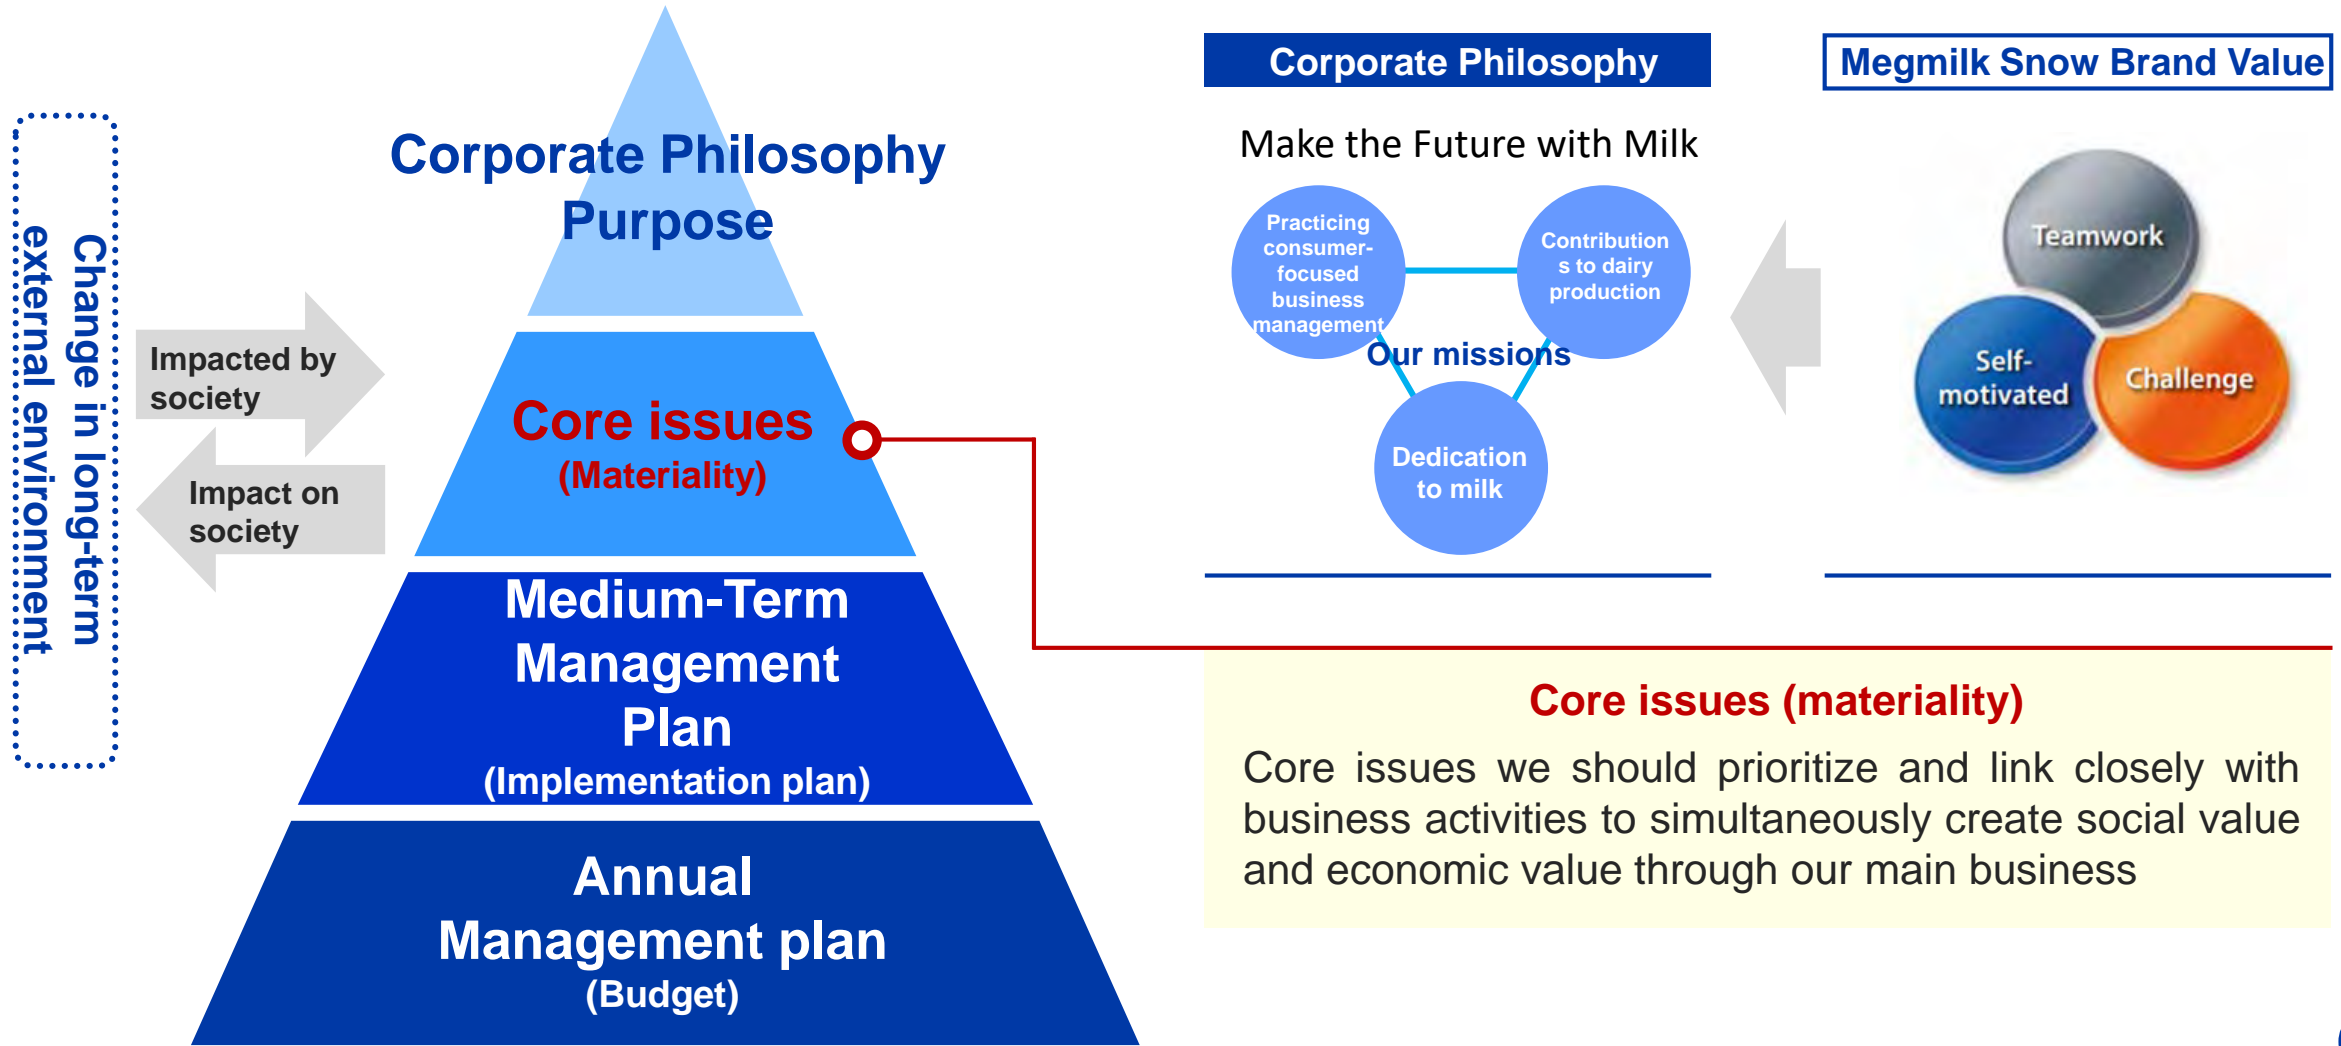 Change in long-term
external environment
Impacted by
society
Impact on
society
Corporate Philosophy
Purpose
Core issues
(Materiality)
Medium-Term
Management
Plan
(Implementation plan)
Annual
Management plan
(Budget)
Corporate Philosophy
Make the Future with Milk
Practicing
consumer-
focused
business
management
Contribution
s to dairy
production
Our missions
Dedication
to milk
Megmilk Snow Brand Value
Teamwork
Self-
motivated
Challenge
Core issues (materiality)
Core issues we should prioritize and link closely with
business activities to simultaneously create social value
and economic value through our main business